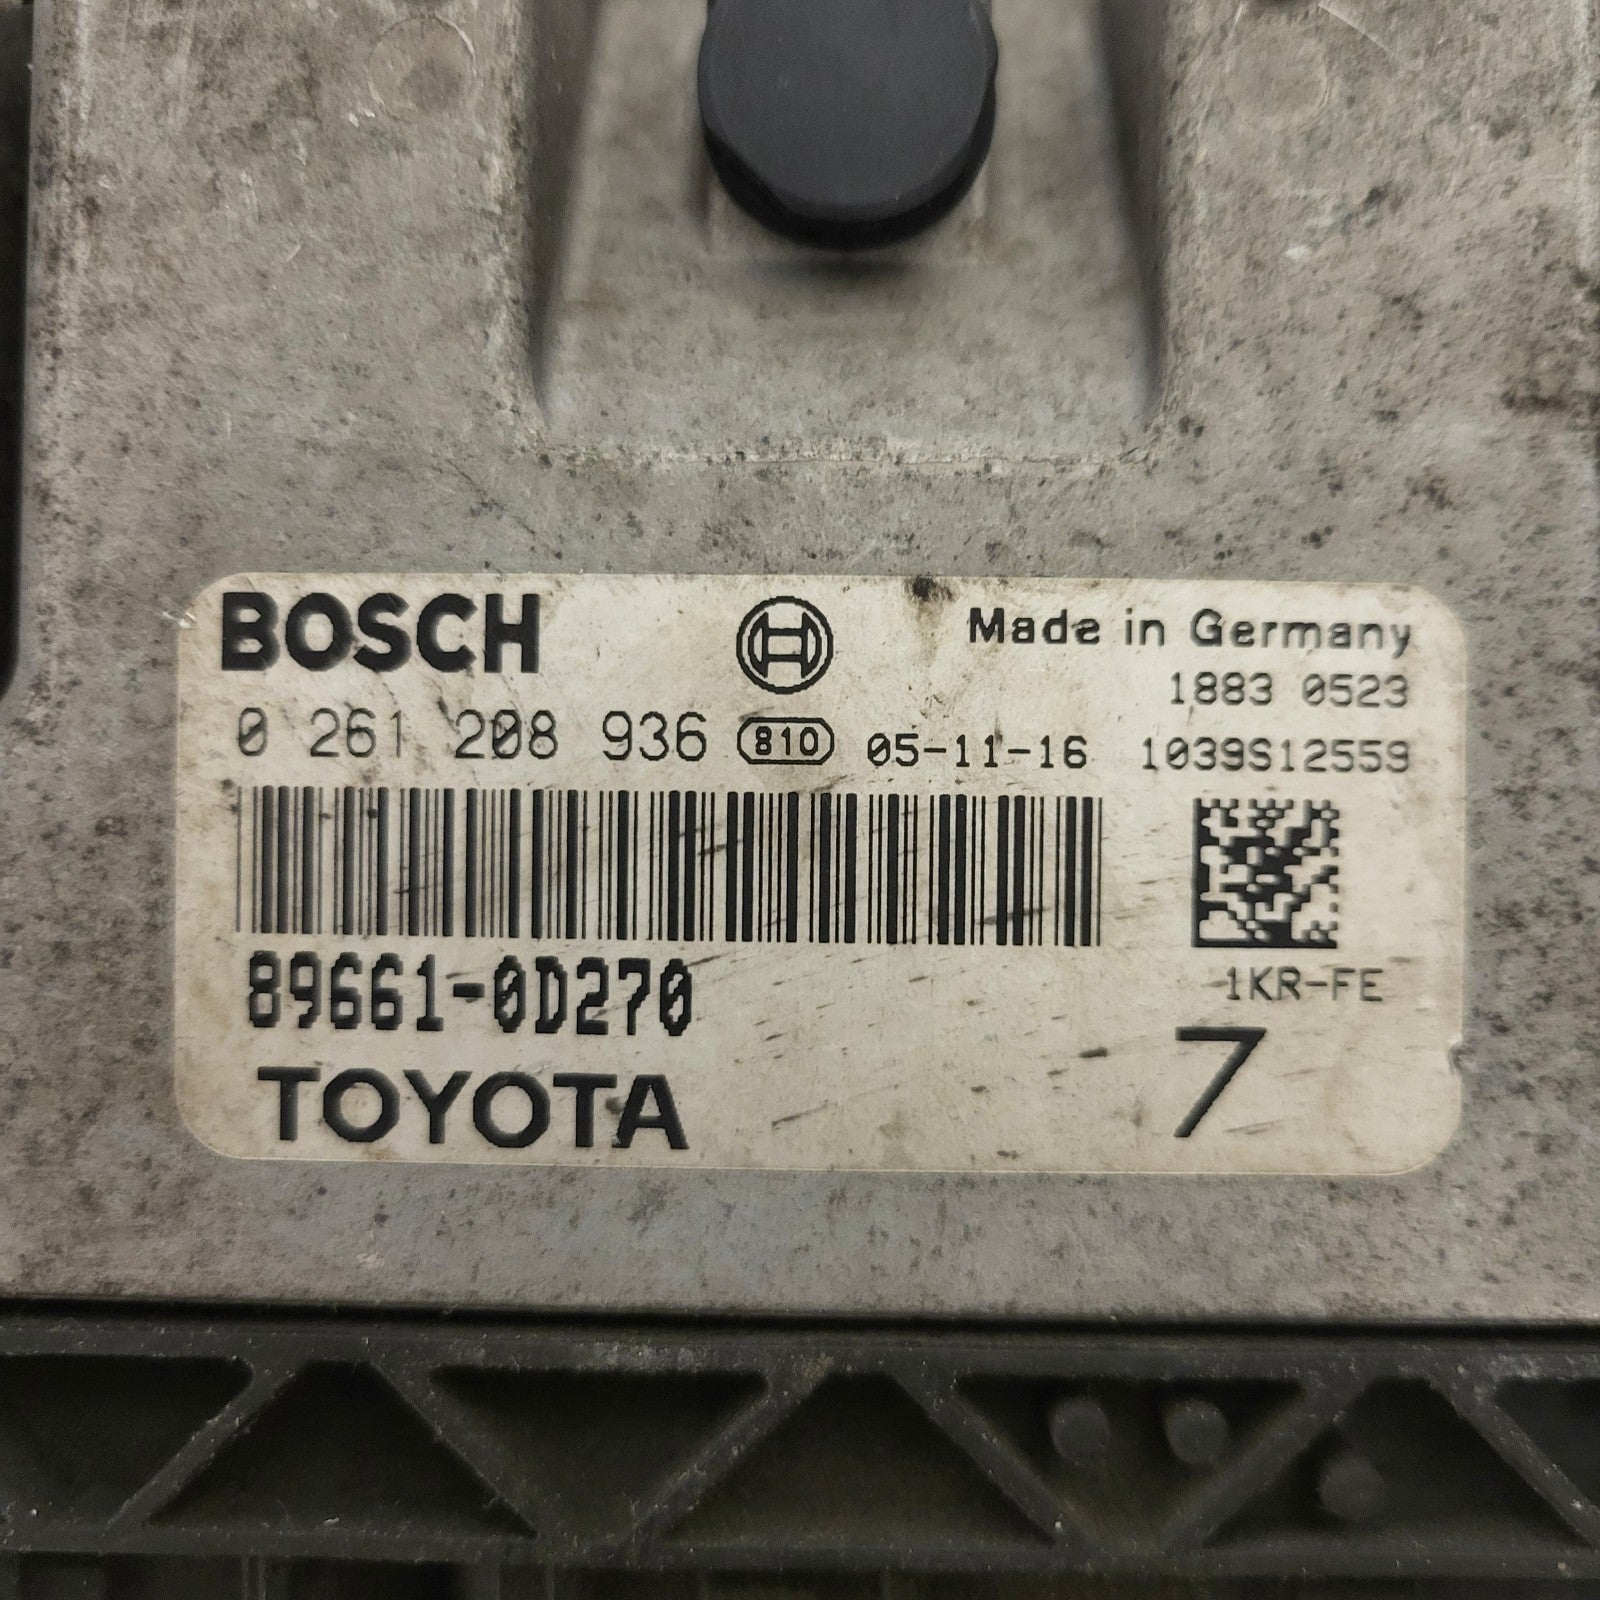 BOSCH
Made in Germany
1883 0523
0 261 208 936 810 05-11-16 1039S12559
89661-0D270
1KR-FE
TOYOTA
7